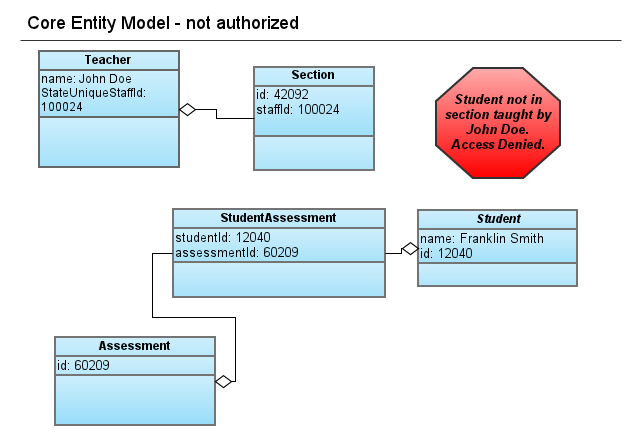 Core Entity Model - not authorized
Teacher
name: John Doe
StateUniqueStaffId:
100024
Section
id: 42092
staffId: 100024
Student not in
section taught by
John Doe.
Access Denied.
StudentAssessment
studentId: 12040
assessmentId: 60209
Student
name: Franklin Smith
id: 12040
Assessment
id: 60209